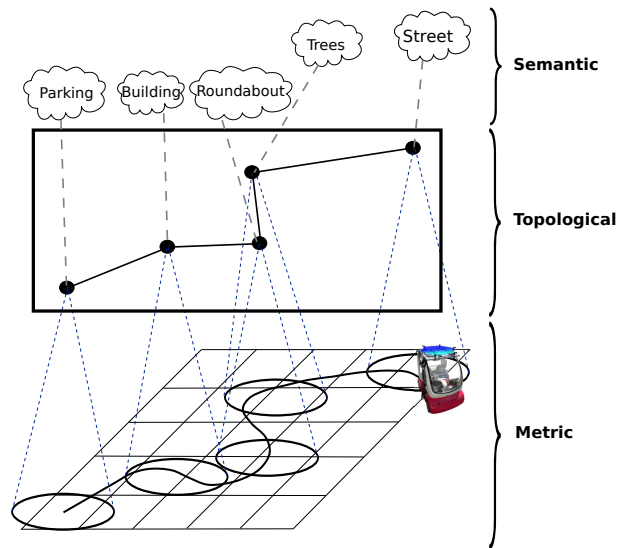 Street
Trees
Semantic
Parking
Building
Roundabout
Topological
Metric